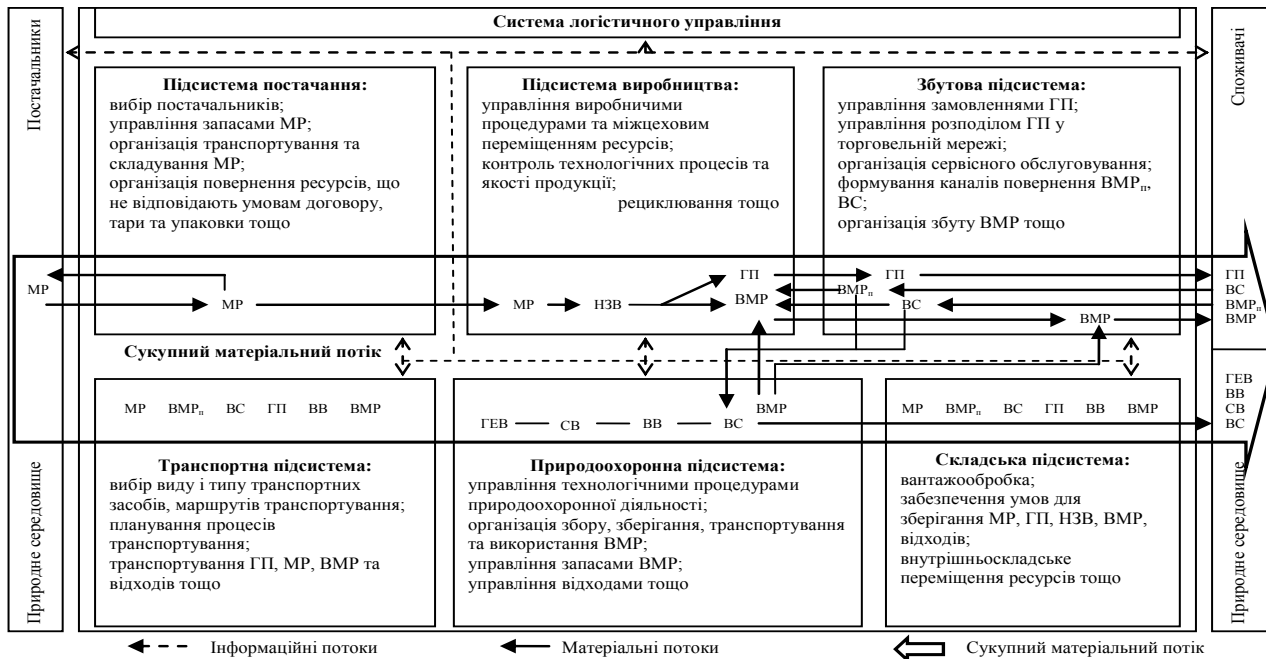 Система логістичного управління
Постачальники
Споживачі
Підсистема постачання:
вибір постачальників;
управління запасами МР;
організація транспортування та
складування МР;
організація повернення ресурсів, що
не відповідають умовам договору,
тари та упаковки тощо
Підсистема виробництва:
управління виробничими
процедурами та міжцеховим
переміщенням ресурсів;
контроль технологічних процесів та
якості продукції;
рециклювання тощо
Збутова підсистема:
управління замовленнями ГП;
управління розподілом ГП у
торговельній мережі;
організація сервісного обслуговування;
формування каналів повернення ВМРп,
ВС;
організація збуту ВМР тощо
МР
МР
МР
НЗВ
ГП
ВМР
ГП
ВМРп
ВС
ВМР
ГП
ВС
ВМРп
ВМР
Сукупний матеріальний потік
МР ВМРп ВС ГП ВВ ВМР
ГЕВ СВ ВВ ВС ВМР
МР ВМРп ВС ГП ВВ ВМР
ГЕВ
ВВ
СВ
ВС
Природне середовище
Природне середовище
Транспортна підсистема:
вибір виду і типу транспортних
засобів, маршрутів транспортування;
планування процесів
транспортування;
транспортування ГП, МР, ВМР та
відходів тощо
Природоохоронна підсистема:
управління технологічними процедурами
природоохоронної діяльності;
організація збору, зберігання, транспортування
та використання ВМР;
управління запасами ВМР;
управління відходами тощо
Складська підсистема:
вантажообробка;
забезпечення умов для
зберігання МР, ГП, НЗВ, ВМР,
відходів;
внутрішньоскладське
переміщення ресурсів тощо
Інформаційні потоки
Матеріальні потоки
Сукупний матеріальний потік